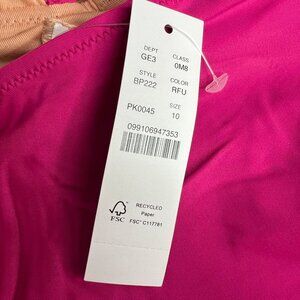 DEPT CLASS
GE3 0M8
STYLE COLOR
BP222 RFU
PK0045 SIZE
10
099106947353
FSC
RECYCLED
Paper
FSC® C117781